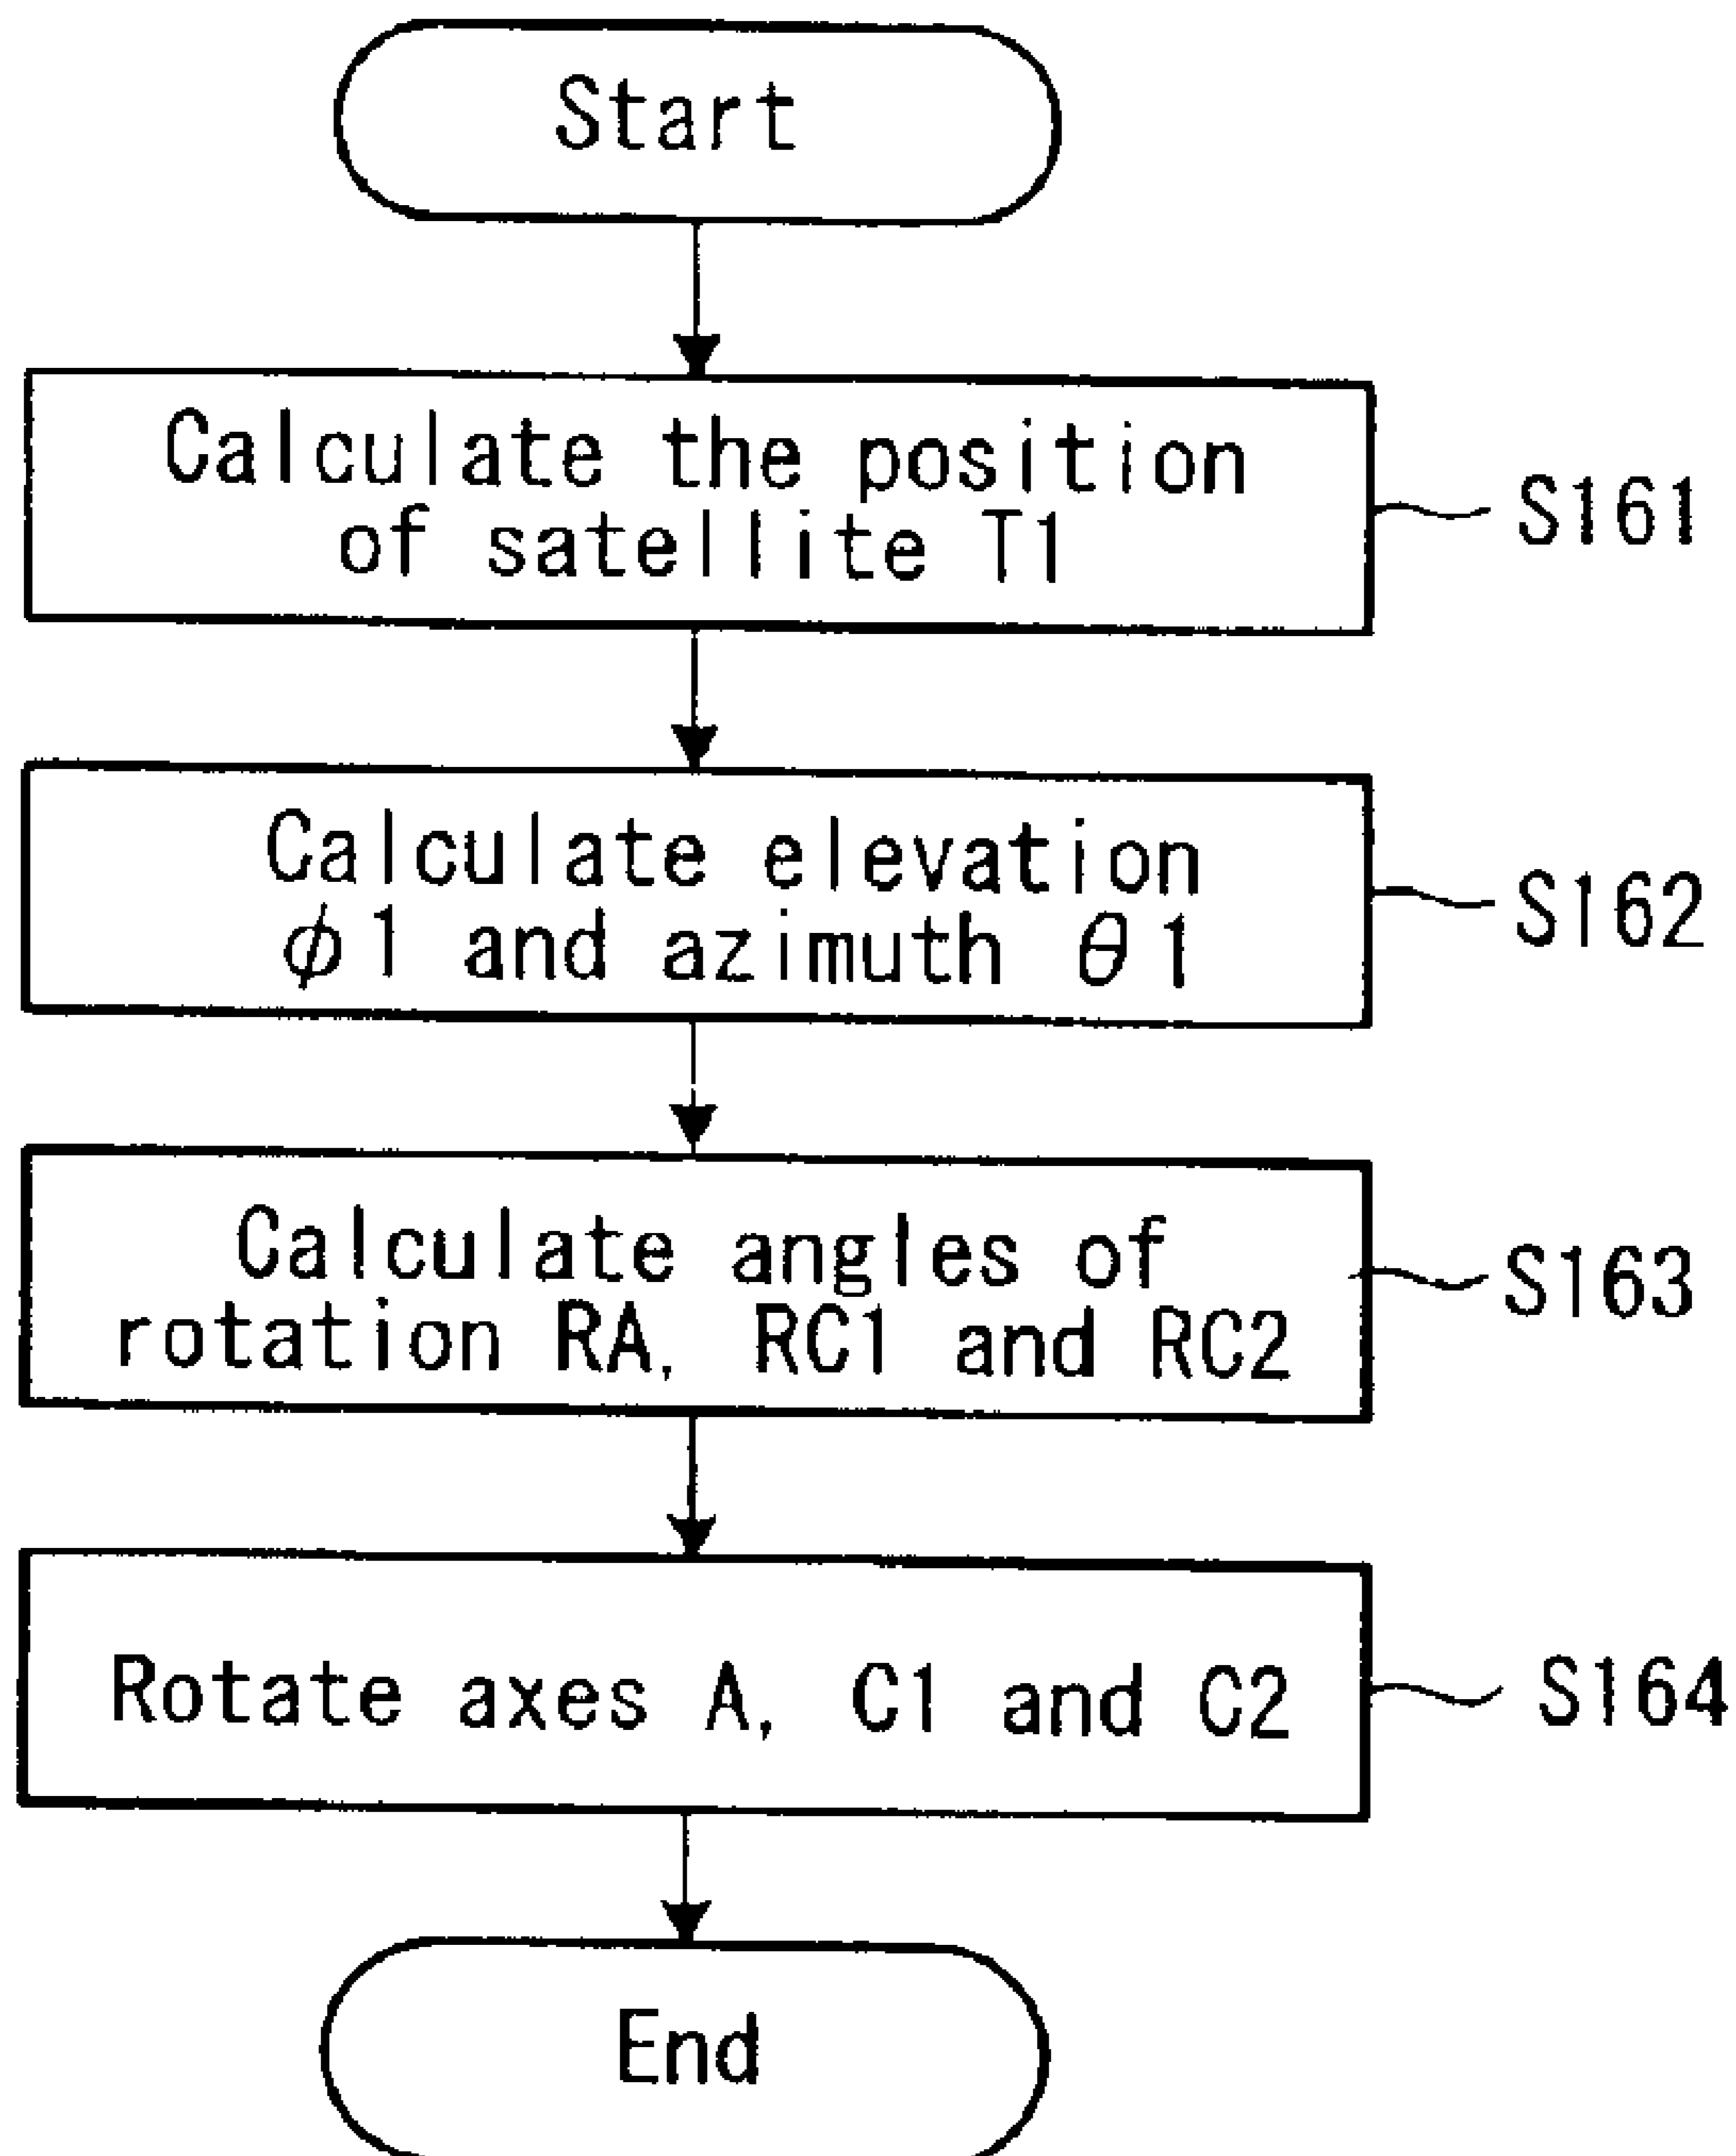 Start
Calculate the position
of satellite T1
S161
Calculate elevation
φ1 and azimuth θ1
S162
Calculate angles of
rotation RA, RC1 and RC2
S163
Rotate axes A, C1 and C2
S164
End